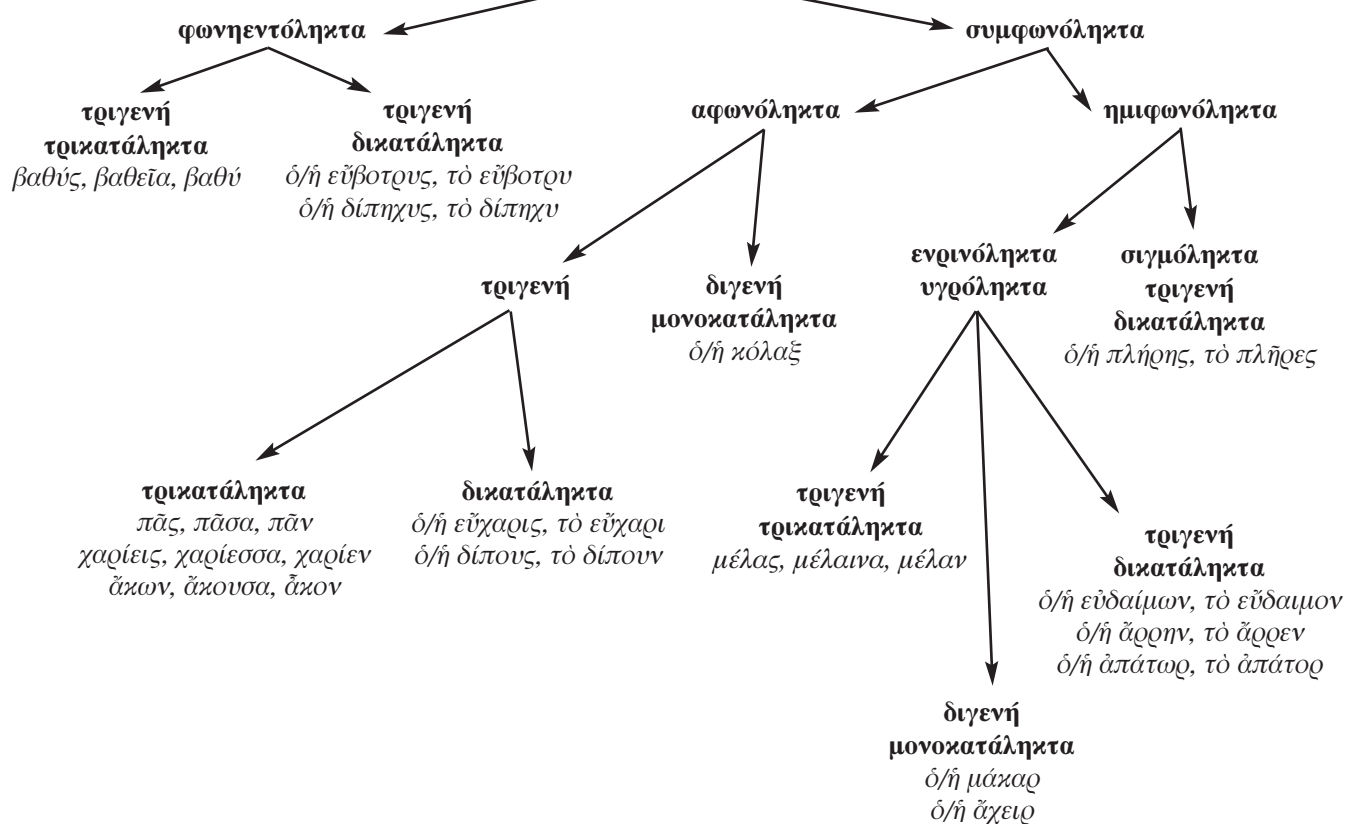 φωνηεντόληκτα
συμφωνόληκτα
τριγενή
τρικατάληκτα
βαθύς, βαθεῖα, βαθύ
τριγενή
δικατάληκτα
ὁ/ἡ εὔβοτρυς, τὸ εὔβοτρυ
ὁ/ἡ δίπηχυς, τὸ δίπηχυ
αφωνόληκτα
ημιφωνόληκτα
τριγενή
διγενή
μονοκατάληκτα
ὁ/ἡ κόλαξ
ενρινόληκτα
υγρόληκτα
σιγμόληκτα
τριγενή
δικατάληκτα
ὁ/ἡ πλήρης, τὸ πλῆρες
τρικατάληκτα
πᾶς, πᾶσα, πᾶν
χαρίεις, χαρίεσσα, χαρίεν
ἄκων, ἄκουσα, ἆκον
δικατάληκτα
ὁ/ἡ εὔχαρις, τὸ εὔχαρι
ὁ/ἡ δίπους, τὸ δίπουν
τριγενή
τρικατάληκτα
μέλας, μέλαινα, μέλαν
τριγενή
δικατάληκτα
ὁ/ἡ εὐδαίμων, τὸ εὔδαιμον
ὁ/ἡ ἄρρην, τὸ ἄρρεν
ὁ/ἡ ἀπάτωρ, τὸ ἀπάτορ
διγενή
μονοκατάληκτα
ὁ/ἡ μάκαρ
ὁ/ἡ ἄχειρ